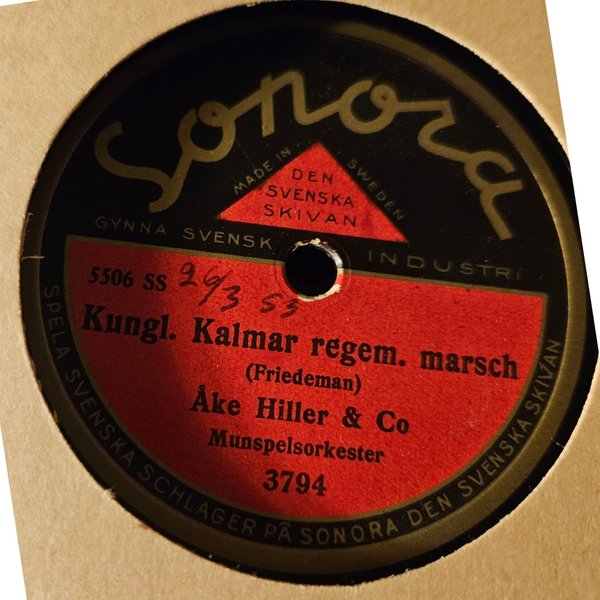 Sonora
MADE IN SWEDEN
DEN
SVENSKA
SKIVAN
GYNNA SVENSK INDUSTRI
5506 SS 26/3 53
Kungl. Kalmar regem. marsch
(Friedeman)
Åke Hiller & Co
Munspelsorkester
3794
SPELA SVENSKA SCHLAGER PÅ SONORA DEN SVENSKA SKIVAN